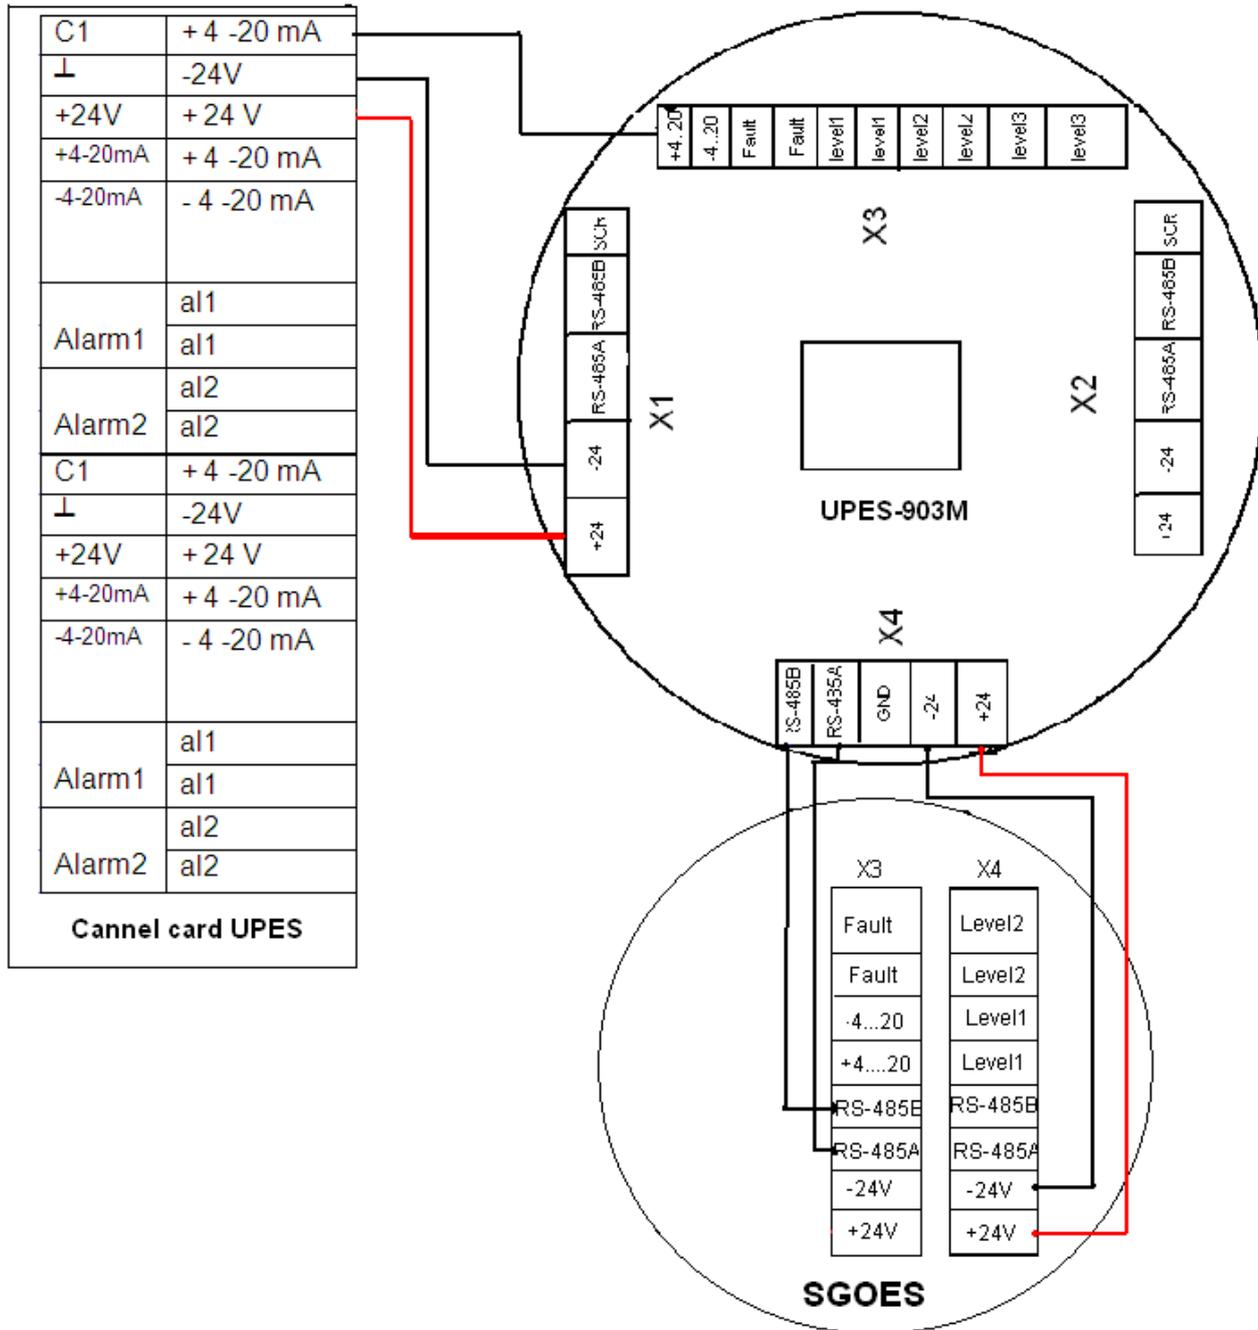 C1 + 4 -20 mA
⊥ -24V
+24V + 24 V
+4-20mA + 4 -20 mA
-4-20mA - 4 -20 mA
al1
Alarm1 al1
al2
Alarm2 al2
C1 + 4 -20 mA
⊥ -24V
+24V + 24 V
+4-20mA + 4 -20 mA
-4-20mA - 4 -20 mA
al1
Alarm1 al1
al2
Alarm2 al2
Cannel card UPES
+4..20 -4..20 Fault Fault level1 level1 level2 level2 level3 level3
X3
SCR
RS-485B
RS-485A
-24
+24
X1
SCR
RS-485B
RS-485A
-24
+24
X2
UPES-903M
X4
RS-485B RS-485A GND -24 +24
X3 X4
Fault Level2
Fault Level2
-4...20 Level1
+4....20 Level1
RS-485B RS-485B
RS-485A RS-485A
-24V -24V
+24V +24V
SGOES